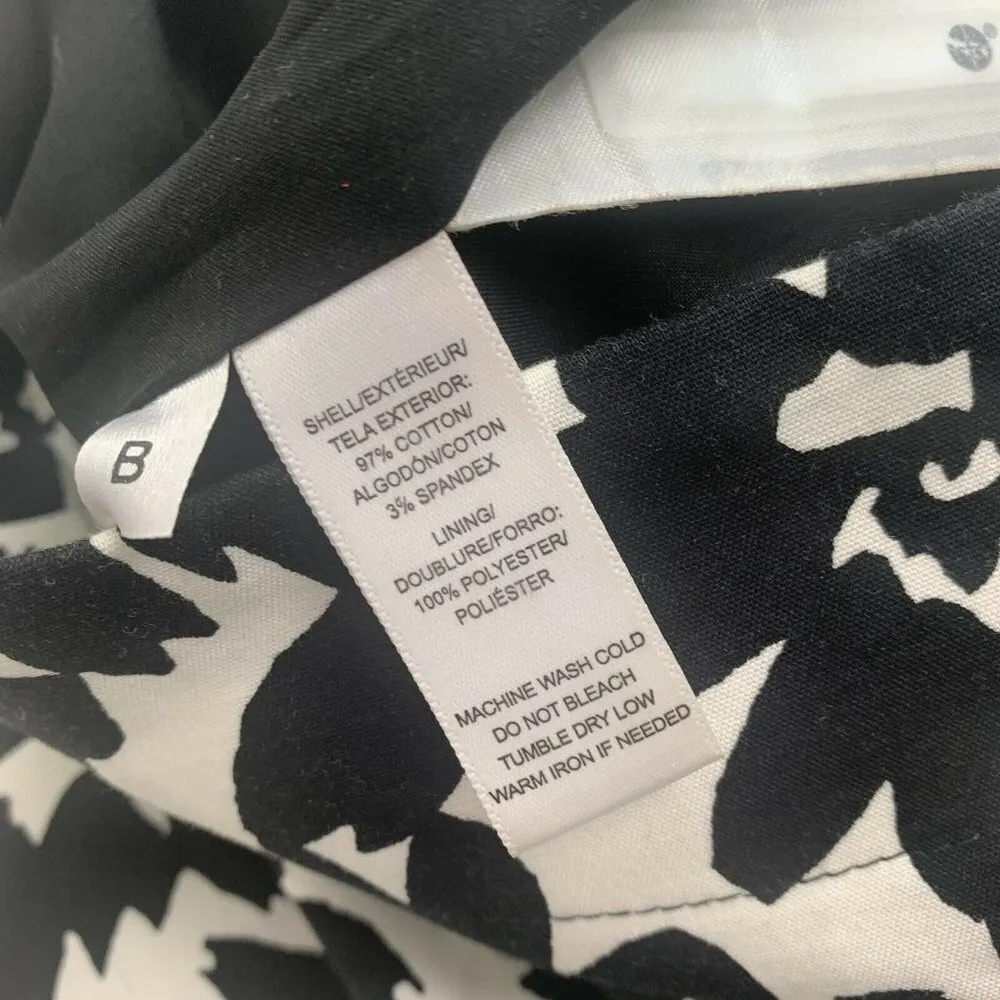 B
SHELL/EXTÉRIEUR/
TELA EXTERIOR:
97% COTTON/
ALGODÓN/COTON
3% SPANDEX
LINING/
DOUBLURE/FORRO:
100% POLYESTER/
POLIÉSTER
MACHINE WASH COLD
DO NOT BLEACH
TUMBLE DRY LOW
WARM IRON IF NEEDED